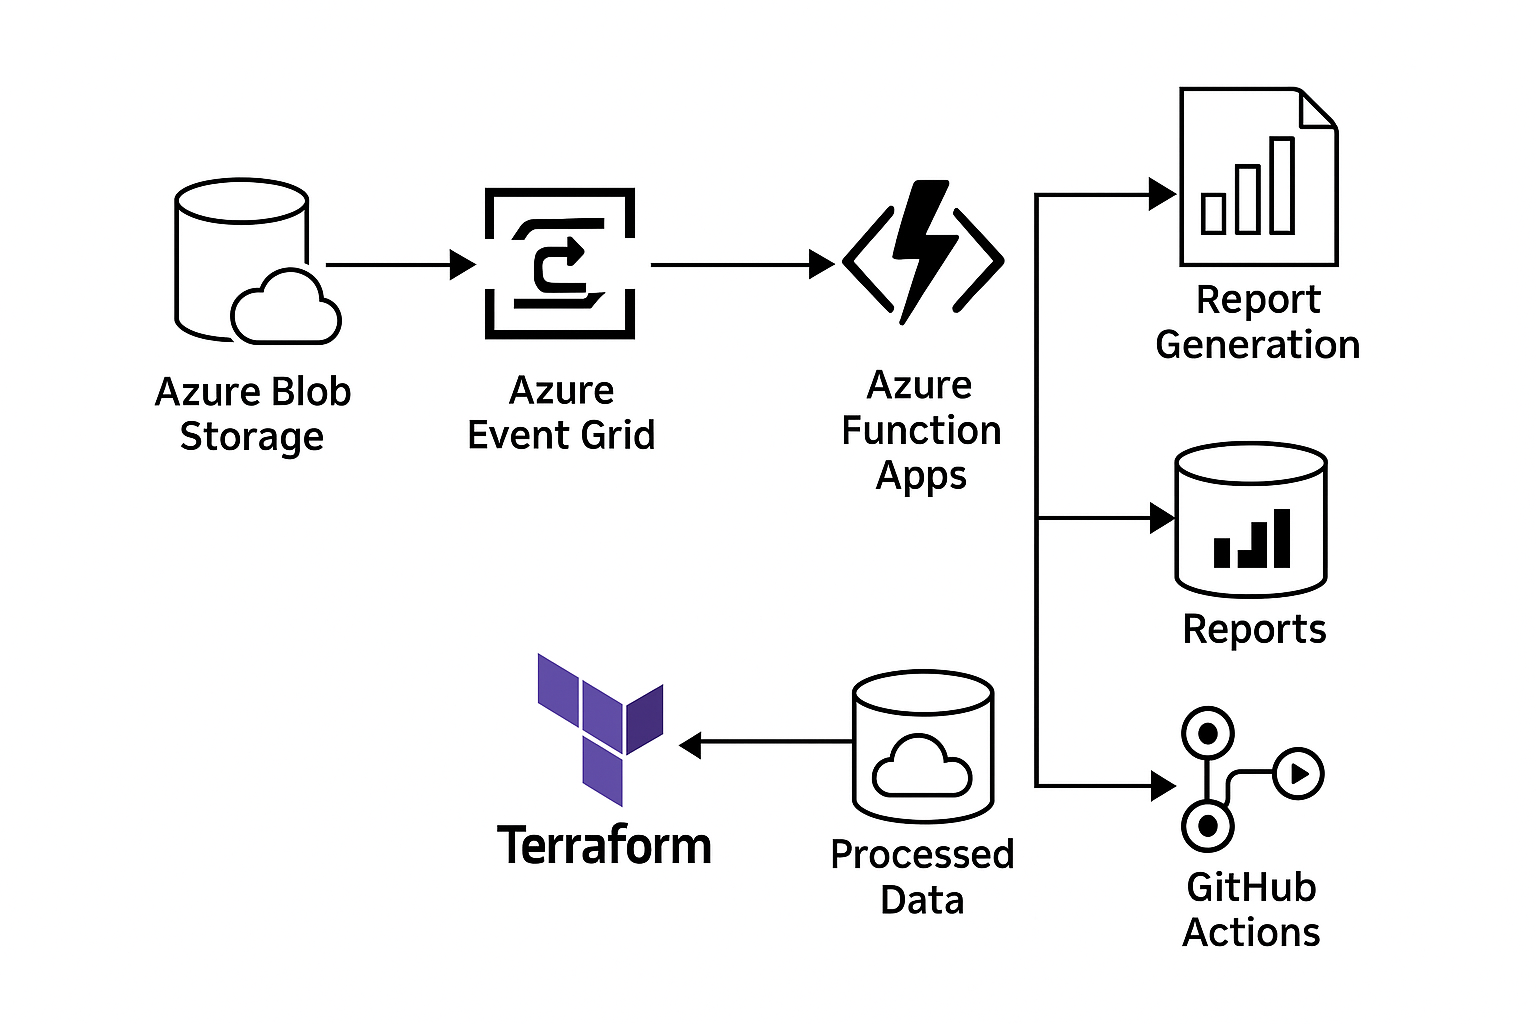 Azure Blob
Storage
Azure
Event Grid
Azure
Function
Apps
Report
Generation
Reports
Terraform
Processed
Data
GitHub
Actions